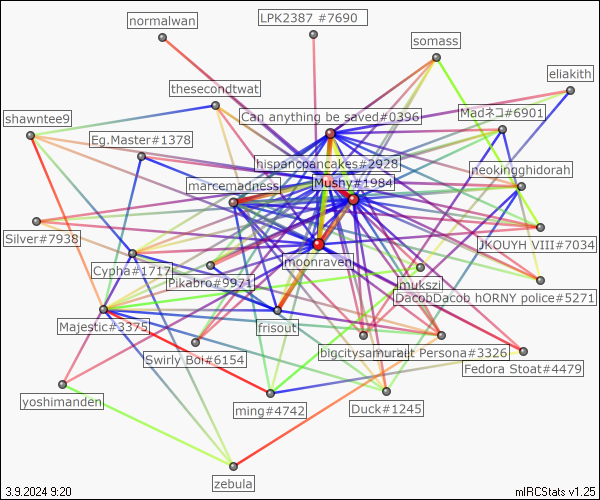 normalwan
LPK2387 #7690
somass
eliakith
thesecondtwat
shawntee9
Can anything be saved#0396
Madネコ#6901
Eg.Master#1378
hispancpancakes#2928
neokingghidorah
marcemadness
Mushy#1984
Silver#7938
JKOUYH VIII#7034
moonraven
Cypha#1717
Pikabro#9971
mukszi
DacobDacob hORNY police#5271
Majestic#3375
frisout
Swirly Boi#6154
bigcitysamurai
t Persona#3326
Fedora Stoat#4479
yoshimanden
ming#4742
Duck#1245
zebula
3.9.2024 9:20
mIRCStats v1.25